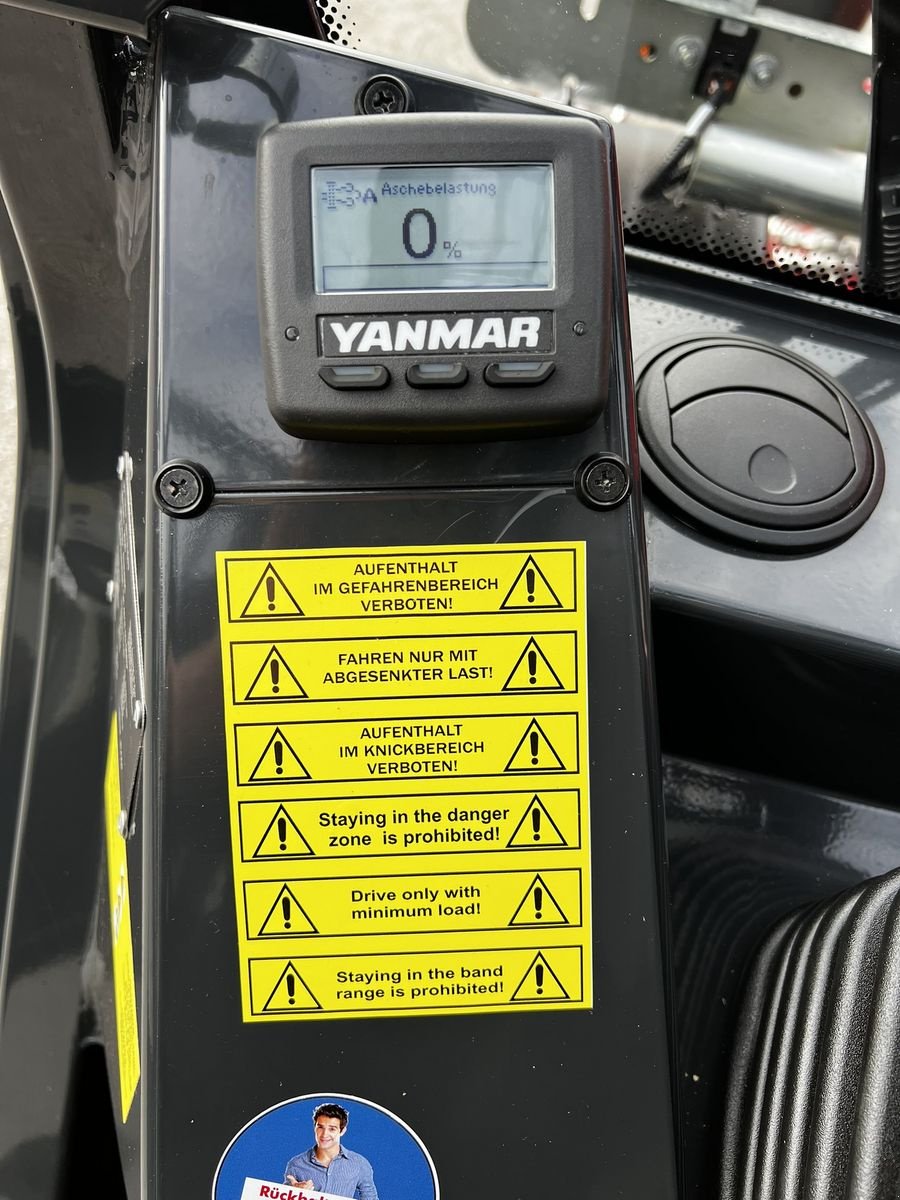 A Aschebelastung
0 %
YANMAR
AUFENTHALT
IM GEFAHRENBEREICH
VERBOTEN!
FAHREN NUR MIT
ABGESENKTER LAST!
AUFENTHALT
IM KNICKBEREICH
VERBOTEN!
Staying in the danger
zone is prohibited!
Drive only with
minimum load!
Staying in the band
range is prohibited!